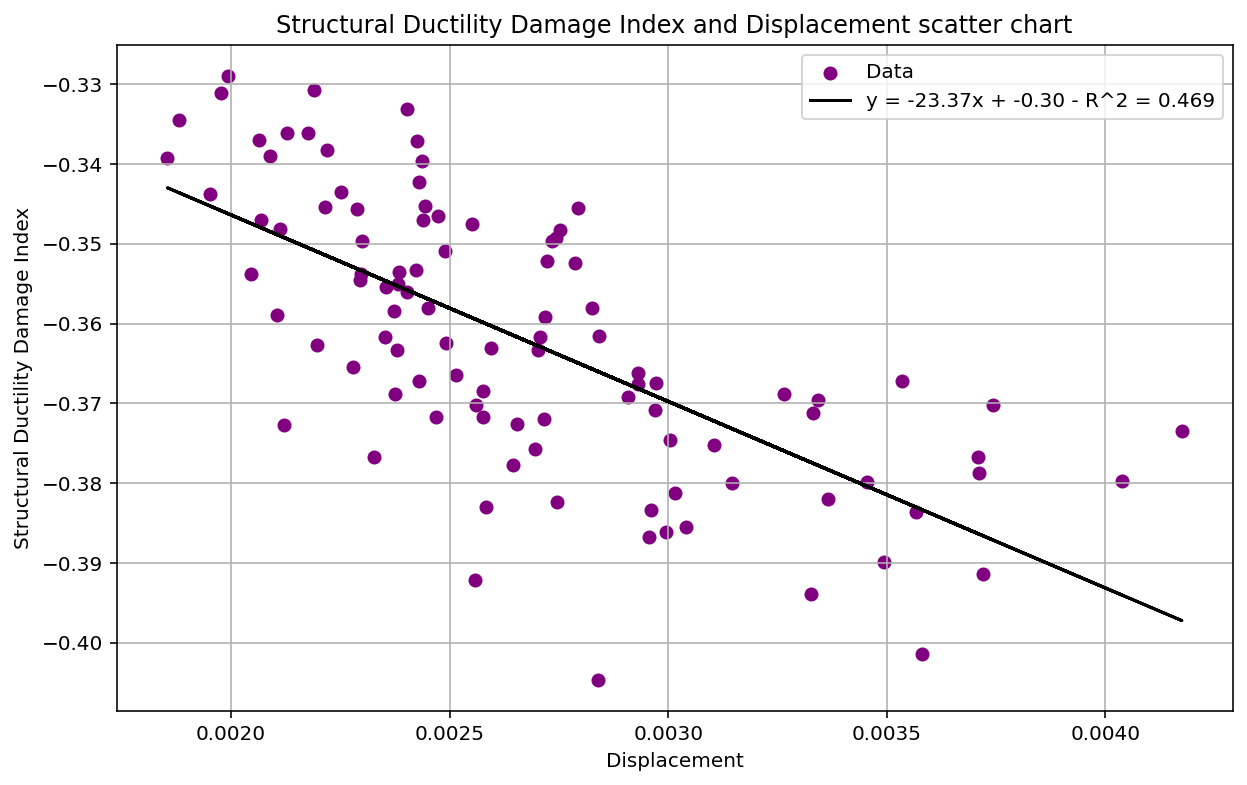 Structural Ductility Damage Index and Displacement scatter chart
Data
y = -23.37x + -0.30 - R^2 = 0.469
Structural Ductility Damage Index
−0.33
−0.34
−0.35
−0.36
−0.37
−0.38
−0.39
−0.40
0.0020 0.0025 0.0030 0.0035 0.0040
Displacement